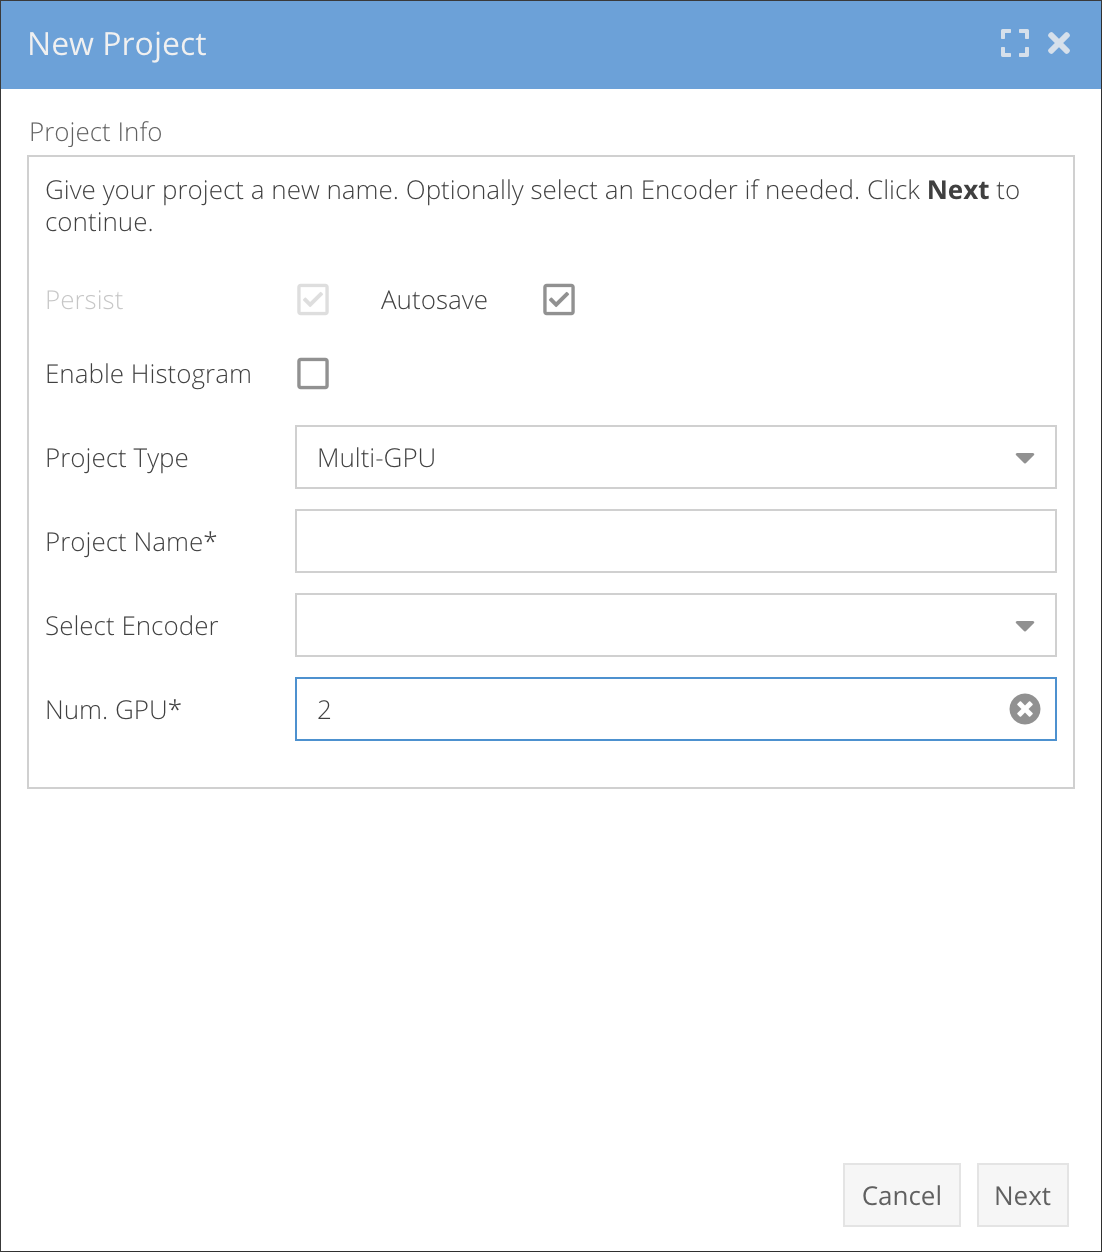 New Project
Project Info
Give your project a new name. Optionally select an Encoder if needed. Click Next to
continue.
Persist Autosave
Enable Histogram
Project Type Multi-GPU
Project Name*
Select Encoder
Num. GPU* 2
Cancel Next